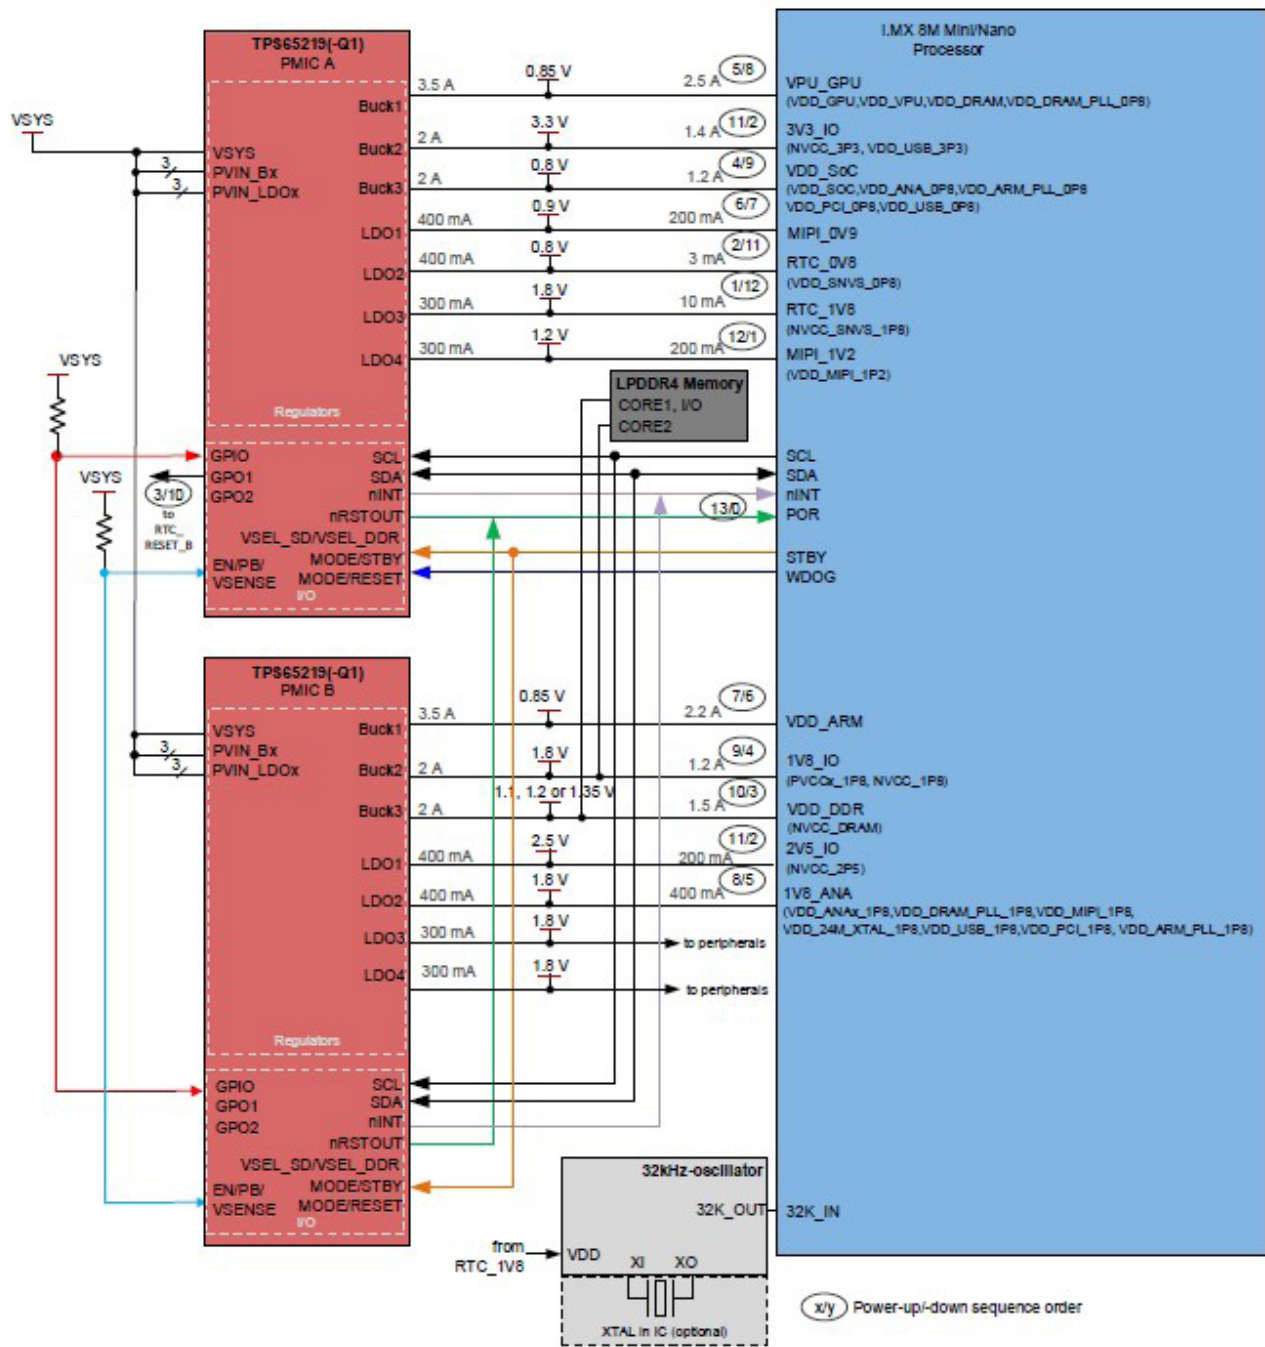 TPS65219(-Q1)
PMIC A
VSYS
VSYS
PVIN_Bx
3
PVIN_LDOx
3
Buck1
Buck2
Buck3
LDO1
LDO2
LDO3
LDO4
Regulators
3.5 A
0.85 V
2.5 A
5/8
2 A
3.3 V
1.4 A
11/2
2 A
0.8 V
1.2 A
4/9
400 mA
0.9 V
200 mA
6/7
400 mA
0.8 V
3 mA
2/11
300 mA
1.8 V
10 mA
1/12
300 mA
1.2 V
200 mA
12/1
I.MX 8M Mini/Nano
Processor
VPU_GPU
(VDD_GPU,VDD_VPU,VDD_DRAM,VDD_DRAM_PLL_0P8)
3V3_IO
(NVCC_3P3, VDD_USB_3P3)
VDD_SoC
(VDD_SOC,VDD_ANA_0P8,VDD_ARM_PLL_0P8
VDD_PCI_0P8,VDD_USB_0P8)
MIPI_0V9
RTC_0V8
(VDD_SNVS_0P8)
RTC_1V8
(NVCC_SNVS_1P8)
MIPI_1V2
(VDD_MIPI_1P2)
LPDDR4 Memory
CORE1, I/O
CORE2
VSYS
VSYS
GPIO
GPO1
GPO2
3/10
to
RTC_
RESET_B
EN/PB/
VSENSE
SCL
SDA
nINT
nRSTOUT
VSEL_SD/VSEL_DDR
MODE/STBY
MODE/RESET
I/O
13/0
SCL
SDA
nINT
POR
STBY
WDOG
TPS65219(-Q1)
PMIC B
VSYS
PVIN_Bx
3
PVIN_LDOx
3
Buck1
Buck2
Buck3
LDO1
LDO2
LDO3
LDO4
Regulators
3.5 A
0.85 V
2.2 A
7/6
2 A
1.8 V
1.2 A
9/4
2 A
1.1, 1.2 or 1.35 V
1.5 A
10/3
400 mA
2.5 V
200 mA
11/2
400 mA
1.8 V
400 mA
8/5
300 mA
1.8 V
to peripherals
300 mA
1.8 V
to peripherals
VDD_ARM
1V8_IO
(PVCCx_1P8, NVCC_1P8)
VDD_DDR
(NVCC_DRAM)
2V5_IO
(NVCC_2P5)
1V8_ANA
(VDD_ANAx_1P8,VDD_DRAM_PLL_1P8,VDD_MIPI_1P8,
VDD_24M_XTAL_1P8,VDD_USB_1P8,VDD_PCI_1P8, VDD_ARM_PLL_1P8)
GPIO
GPO1
GPO2
EN/PB/
VSENSE
SCL
SDA
nINT
nRSTOUT
VSEL_SD/VSEL_DDR
MODE/STBY
MODE/RESET
I/O
32kHz-oscillator
32K_OUT
32K_IN
from
RTC_1V8
VDD
XI
XO
XTAL in IC (optional)
x/y
Power-up/-down sequence order